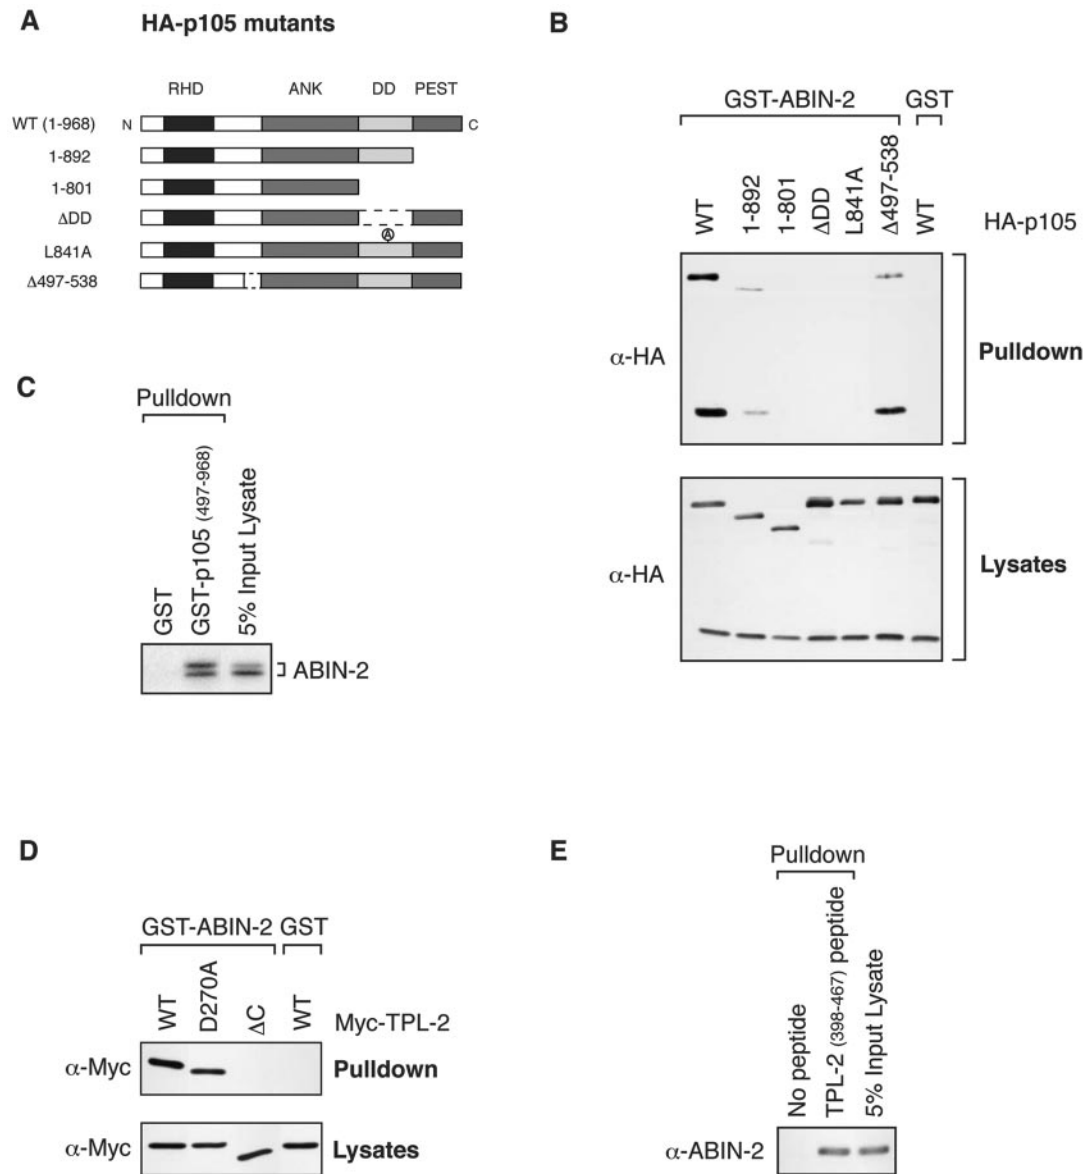 A
HA-p105 mutants
RHD ANK DD PEST
WT (1-968) N C
1-892
1-801
ΔDD
A
L841A
Δ497-538
B
GST-ABIN-2 GST
WT 1-892 1-801 ΔDD L841A Δ497-538 WT HA-p105
α-HA Pulldown
α-HA Lysates
C
Pulldown
GST GST-p105 (497-968) 5% Input Lysate
ABIN-2
D
GST-ABIN-2 GST
WT D270A ΔC WT Myc-TPL-2
α-Myc Pulldown
α-Myc Lysates
E
Pulldown
No peptide TPL-2 (398-467) peptide 5% Input Lysate
α-ABIN-2